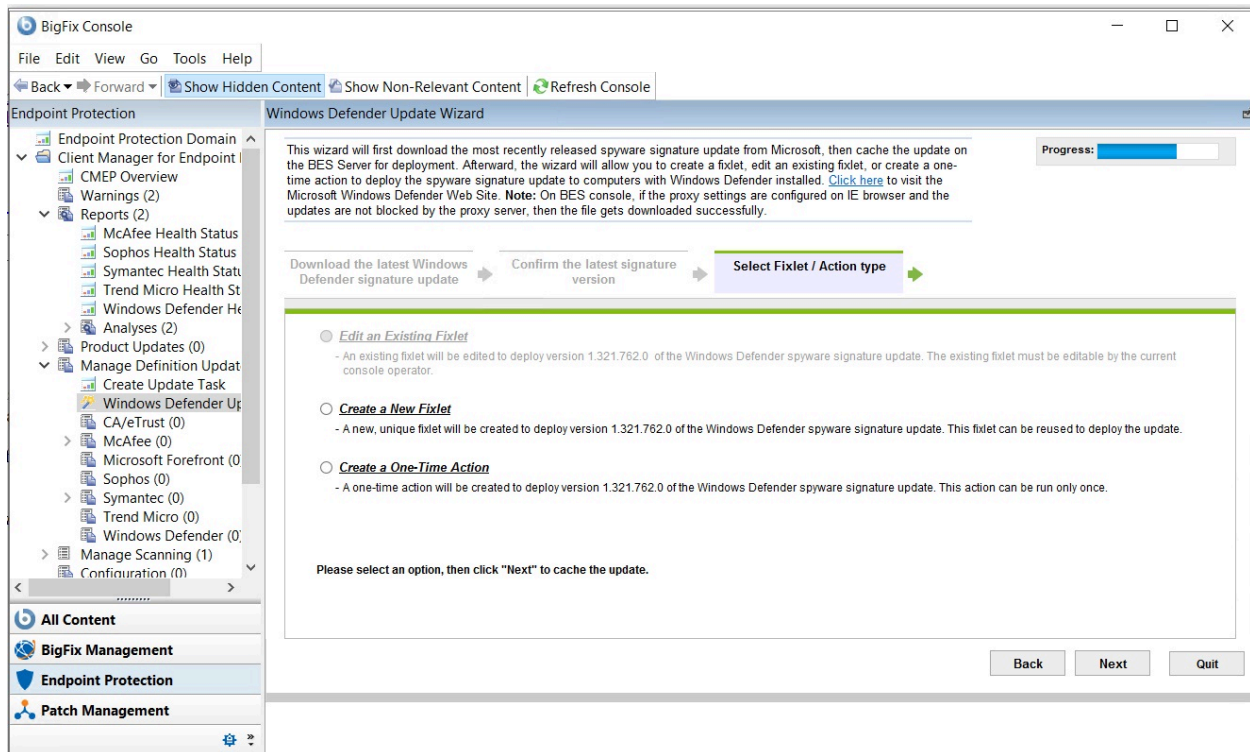 BigFix Console
File Edit View Go Tools Help
Back Forward Show Hidden Content Show Non-Relevant Content Refresh Console
Endpoint Protection
Endpoint Protection Domain
Client Manager for Endpoint
CMEP Overview
Warnings (2)
Reports (2)
McAfee Health Status
Sophos Health Status
Symantec Health Statu
Trend Micro Health St
Windows Defender He
Analyses (2)
Product Updates (0)
Manage Definition Updat
Create Update Task
Windows Defender Up
CA/eTrust (0)
McAfee (0)
Microsoft Forefront (0)
Sophos (0)
Symantec (0)
Trend Micro (0)
Windows Defender (0)
Manage Scanning (1)
Configuration (0)
All Content
BigFix Management
Endpoint Protection
Patch Management
Windows Defender Update Wizard
This wizard will first download the most recently released spyware signature update from Microsoft, then cache the update on
the BES Server for deployment. Afterward, the wizard will allow you to create a fixlet, edit an existing fixlet, or create a one-
time action to deploy the spyware signature update to computers with Windows Defender installed. Click here to visit the
Microsoft Windows Defender Web Site. Note: On BES console, if the proxy settings are configured on IE browser and the
updates are not blocked by the proxy server, then the file gets downloaded successfully.
Progress:
Download the latest Windows
Defender signature update
Confirm the latest signature
version
Select Fixlet / Action type
Edit an Existing Fixlet
- An existing fixlet will be edited to deploy version 1.321.762.0 of the Windows Defender spyware signature update. The existing fixlet must be editable by the current
console operator.
Create a New Fixlet
- A new, unique fixlet will be created to deploy version 1.321.762.0 of the Windows Defender spyware signature update. This fixlet can be reused to deploy the update.
Create a One-Time Action
- A one-time action will be created to deploy version 1.321.762.0 of the Windows Defender spyware signature update. This action can be run only once.
Please select an option, then click "Next" to cache the update.
Back Next Quit